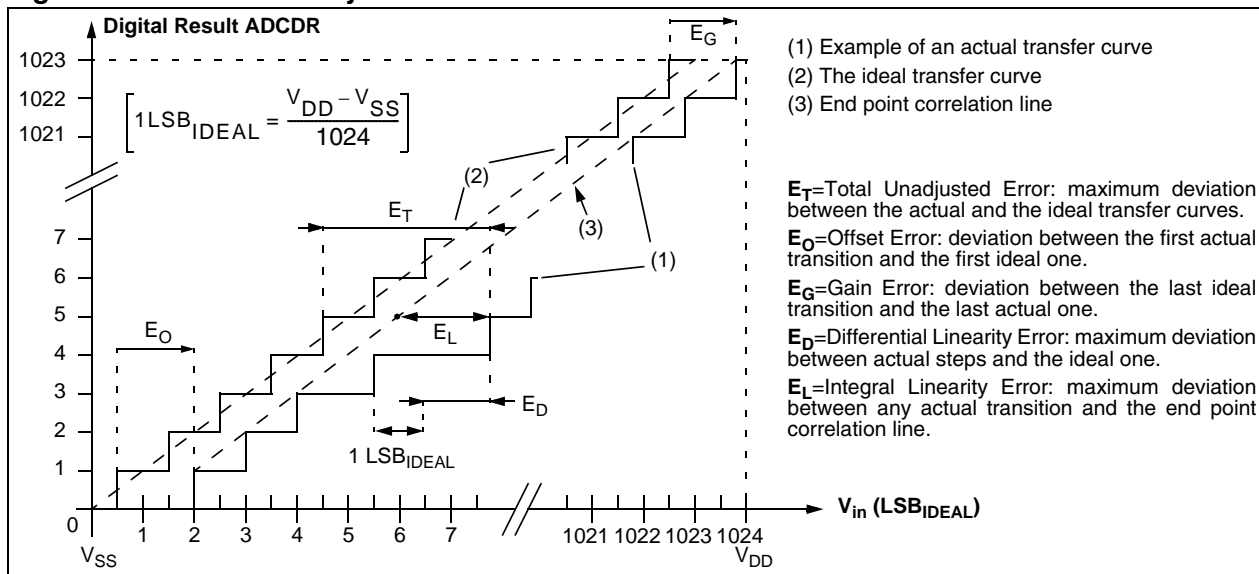 Digital Result ADCDR
1023
1022
1021
7
6
5
4
3
2
1
0
1LSB_IDEAL = (V_DD – V_SS) / 1024
E_G
(2)
E_T
(3)
(1)
E_O
E_L
E_D
1 LSB_IDEAL
1 2 3 4 5 6 7 1021 1022 1023 1024
V_SS
V_DD
V_in (LSB_IDEAL)
(1) Example of an actual transfer curve
(2) The ideal transfer curve
(3) End point correlation line
E_T=Total Unadjusted Error: maximum deviation
between the actual and the ideal transfer curves.
E_O=Offset Error: deviation between the first actual
transition and the first ideal one.
E_G=Gain Error: deviation between the last ideal
transition and the last actual one.
E_D=Differential Linearity Error: maximum deviation
between actual steps and the ideal one.
E_L=Integral Linearity Error: maximum deviation
between any actual transition and the end point
correlation line.